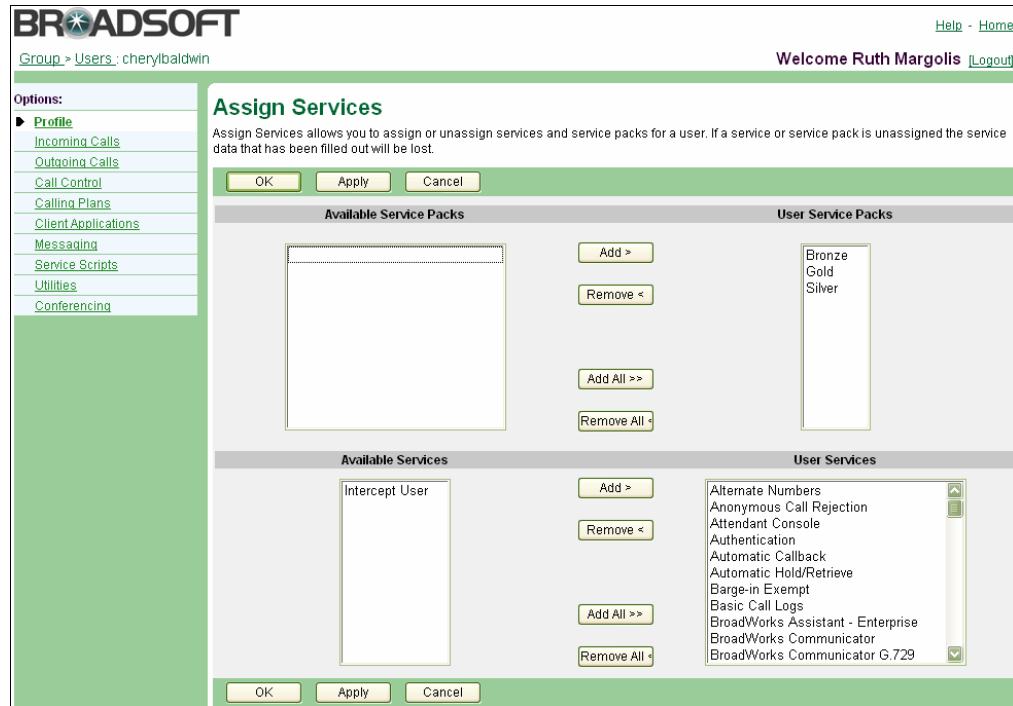 BROADSOFT
Help - Home
Group > Users : cherylbaldwin
Welcome Ruth Margolis [Logout]
Options:
Profile
Incoming Calls
Outgoing Calls
Call Control
Calling Plans
Client Applications
Messaging
Service Scripts
Utilities
Conferencing
Assign Services
Assign Services allows you to assign or unassign services and service packs for a user. If a service or service pack is unassigned the service
data that has been filled out will be lost.
OK Apply Cancel
Available Service Packs
User Service Packs
Add >
Remove <
Add All >>
Remove All <
Bronze
Gold
Silver
Available Services
User Services
Intercept User
Add >
Remove <
Add All >>
Remove All <
Alternate Numbers
Anonymous Call Rejection
Attendant Console
Authentication
Automatic Callback
Automatic Hold/Retrieve
Barge-in Exempt
Basic Call Logs
BroadWorks Assistant - Enterprise
BroadWorks Communicator
BroadWorks Communicator G.729
OK Apply Cancel